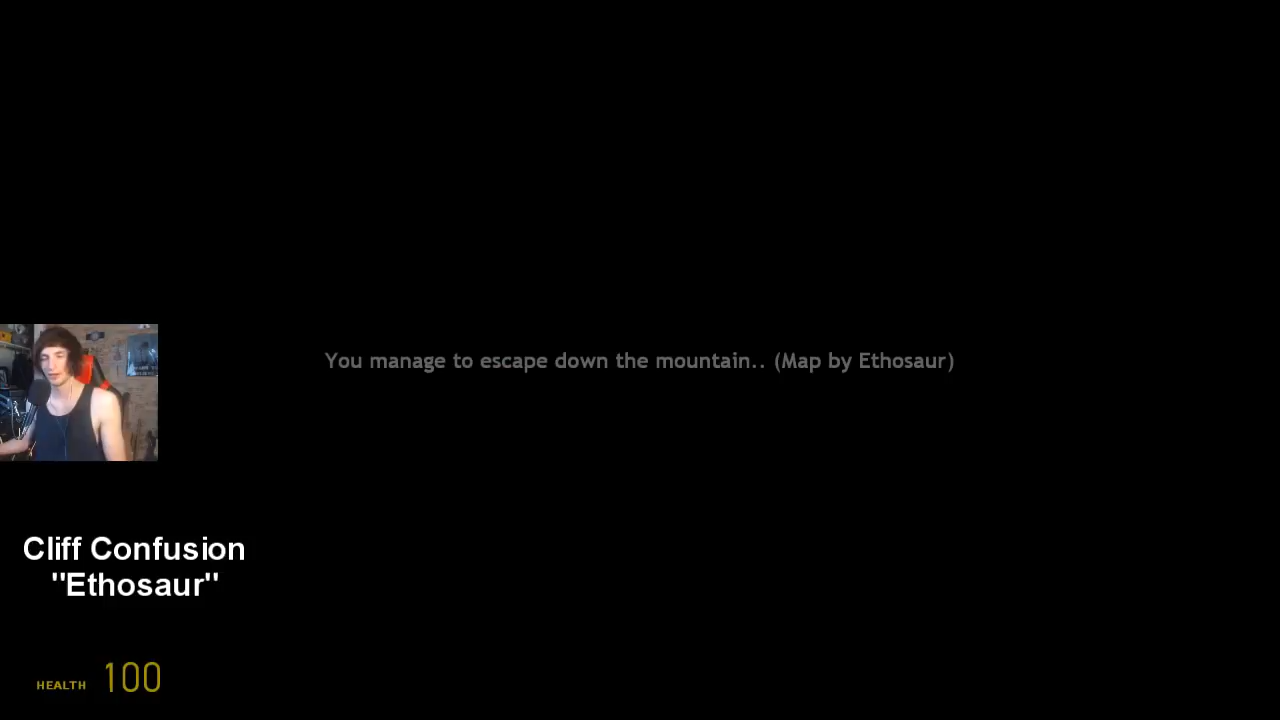 You manage to escape down the mountain.. (Map by Ethosaur)
Cliff Confusion
"Ethosaur"
HEALTH 100